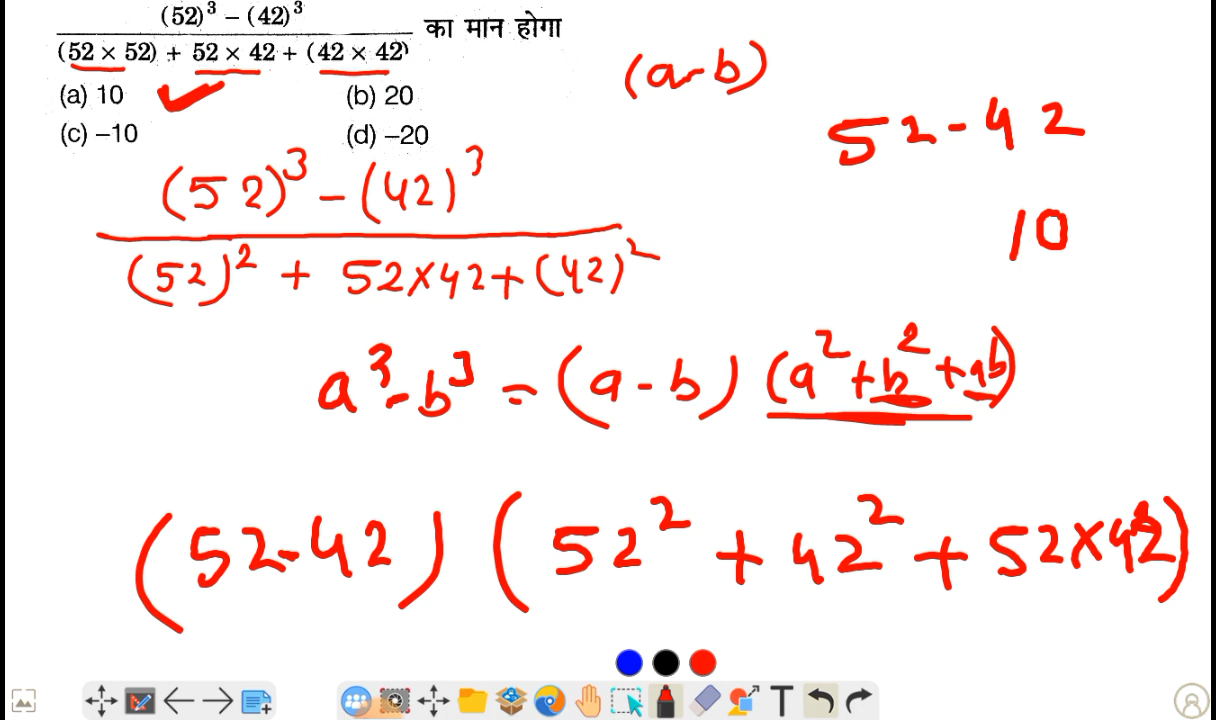 (52)³ − (42)³
(52 × 52) + 52 × 42 + (42 × 42) का मान होगा
(a) 10 (b) 20
(c) −10 (d) −20
(a-b)
52-42
10
(52)³ - (42)³
(52)² + 52×42+(42)²
a³-b³ = (a-b) (a²+b²+ab)
(52-42) (52² + 42² + 52×42)
T